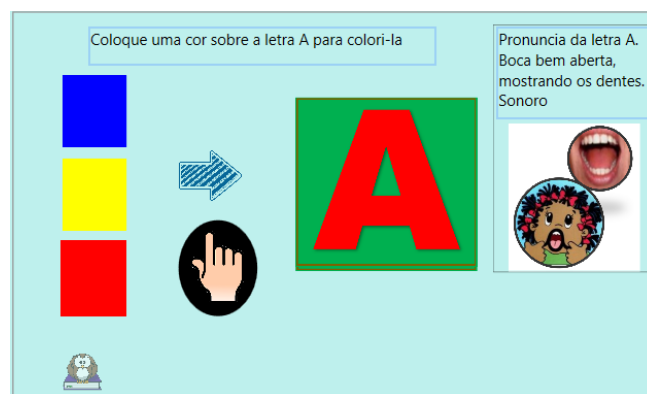 Coloque uma cor sobre a letra A para colori-la
A
Pronuncia da letra A.
Boca bem aberta,
mostrando os dentes.
Sonoro